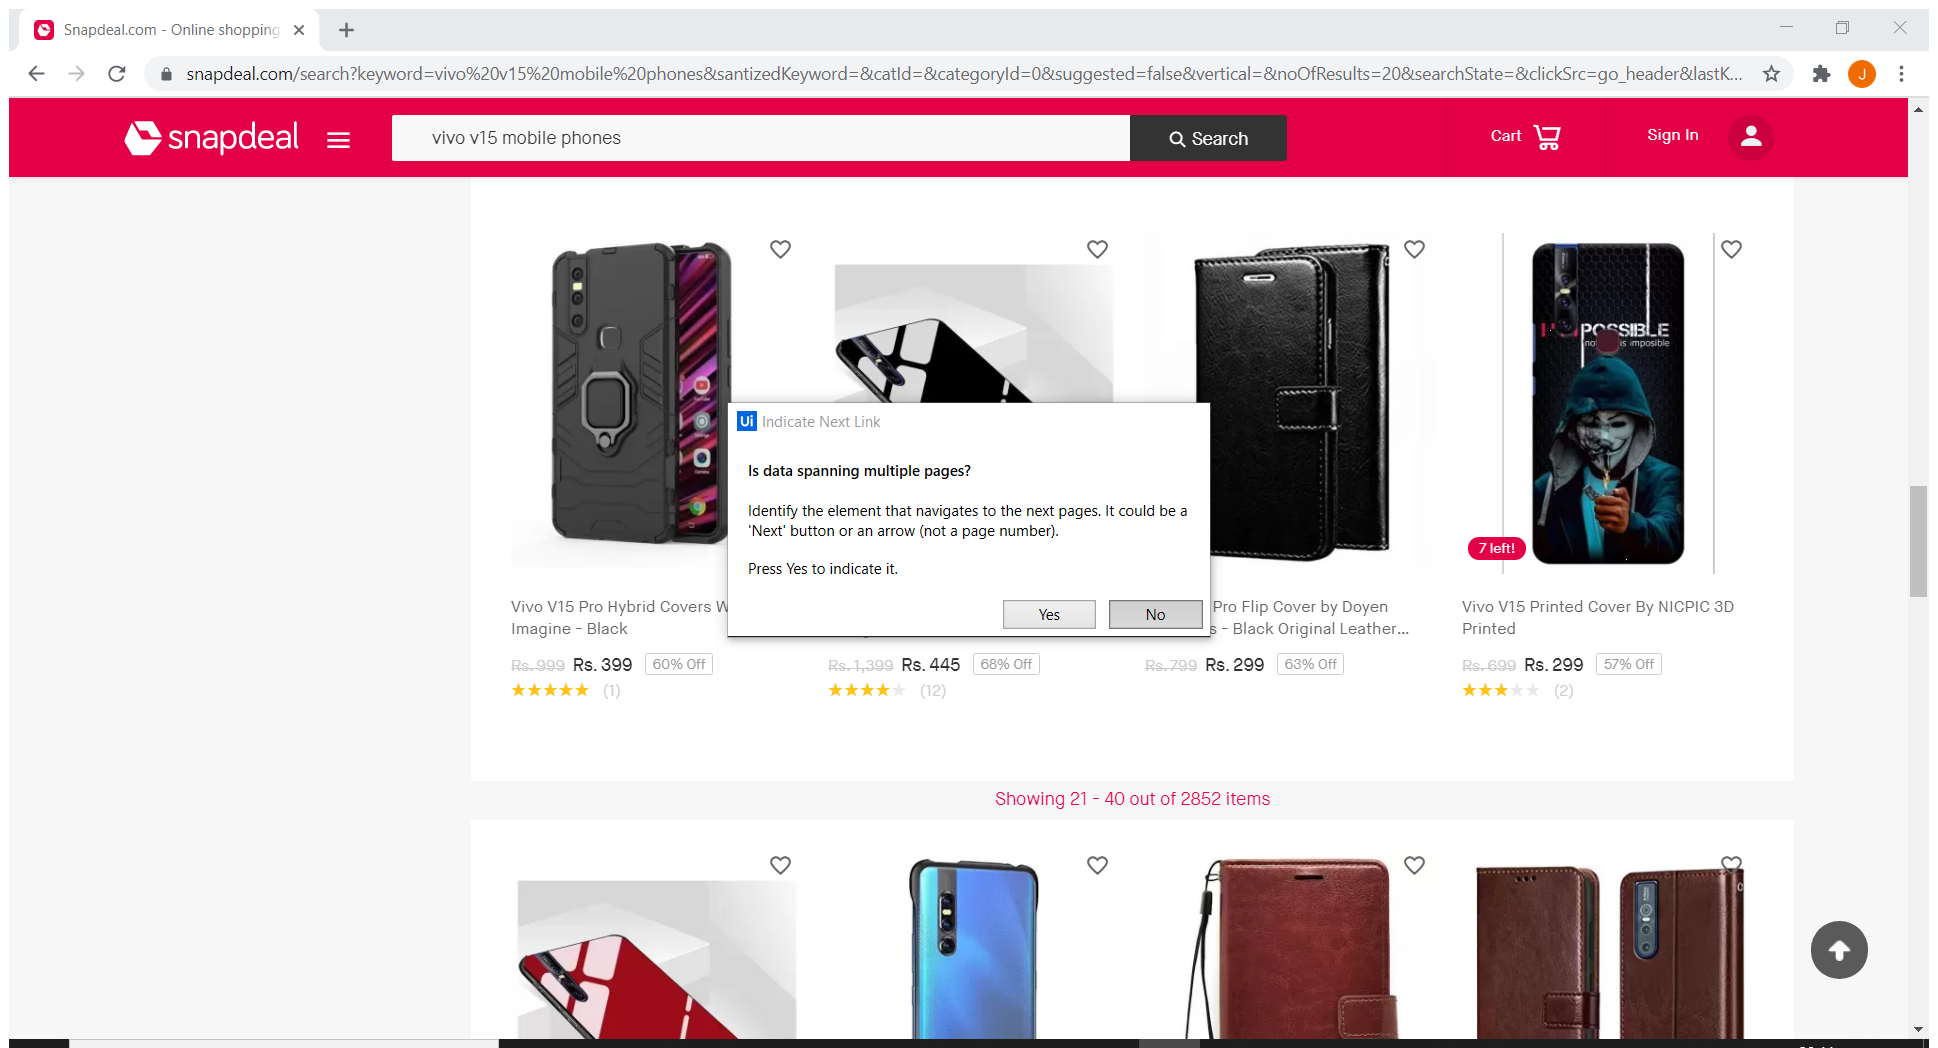 Snapdeal.com - Online shopping
snapdeal.com/search?keyword=vivo%20v15%20mobile%20phones&santizedKeyword=&catId=&categoryId=0&suggested=false&vertical=&noOfResults=20&searchState=&clickSrc=go_header&lastK...
J
snapdeal
vivo v15 mobile phones
Search
Cart
Sign In
POSSIBLE
is imposible
Ui Indicate Next Link
Is data spanning multiple pages?
Identify the element that navigates to the next pages. It could be a
'Next' button or an arrow (not a page number).
Press Yes to indicate it.
Yes No
7 left!
Vivo V15 Pro Hybrid Covers
Imagine - Black
Rs. 999 Rs. 399 60% Off
(1)
Rs. 1,399 Rs. 445 68% Off
(12)
Pro Flip Cover by Doyen
s - Black Original Leather...
Rs. 799 Rs. 299 63% Off
Vivo V15 Printed Cover By NICPIC 3D
Printed
Rs. 699 Rs. 299 57% Off
(2)
Showing 21 - 40 out of 2852 items